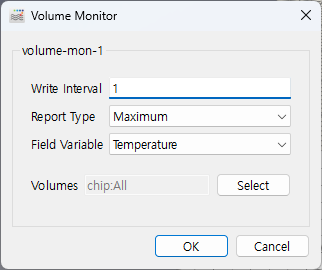 Volume Monitor
volume-mon-1
Write Interval 1
Report Type Maximum
Field Variable Temperature
Volumes chip:All Select
OK Cancel